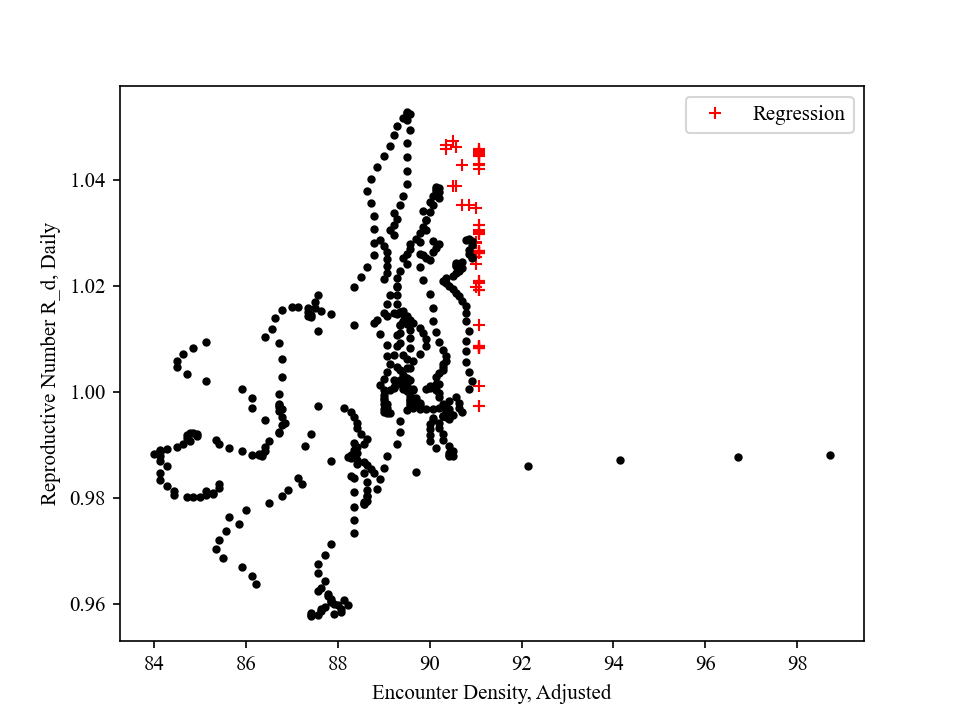 Regression
1.04
1.02
1.00
0.98
0.96
Reproductive Number R_d, Daily
84 86 88 90 92 94 96 98
Encounter Density, Adjusted